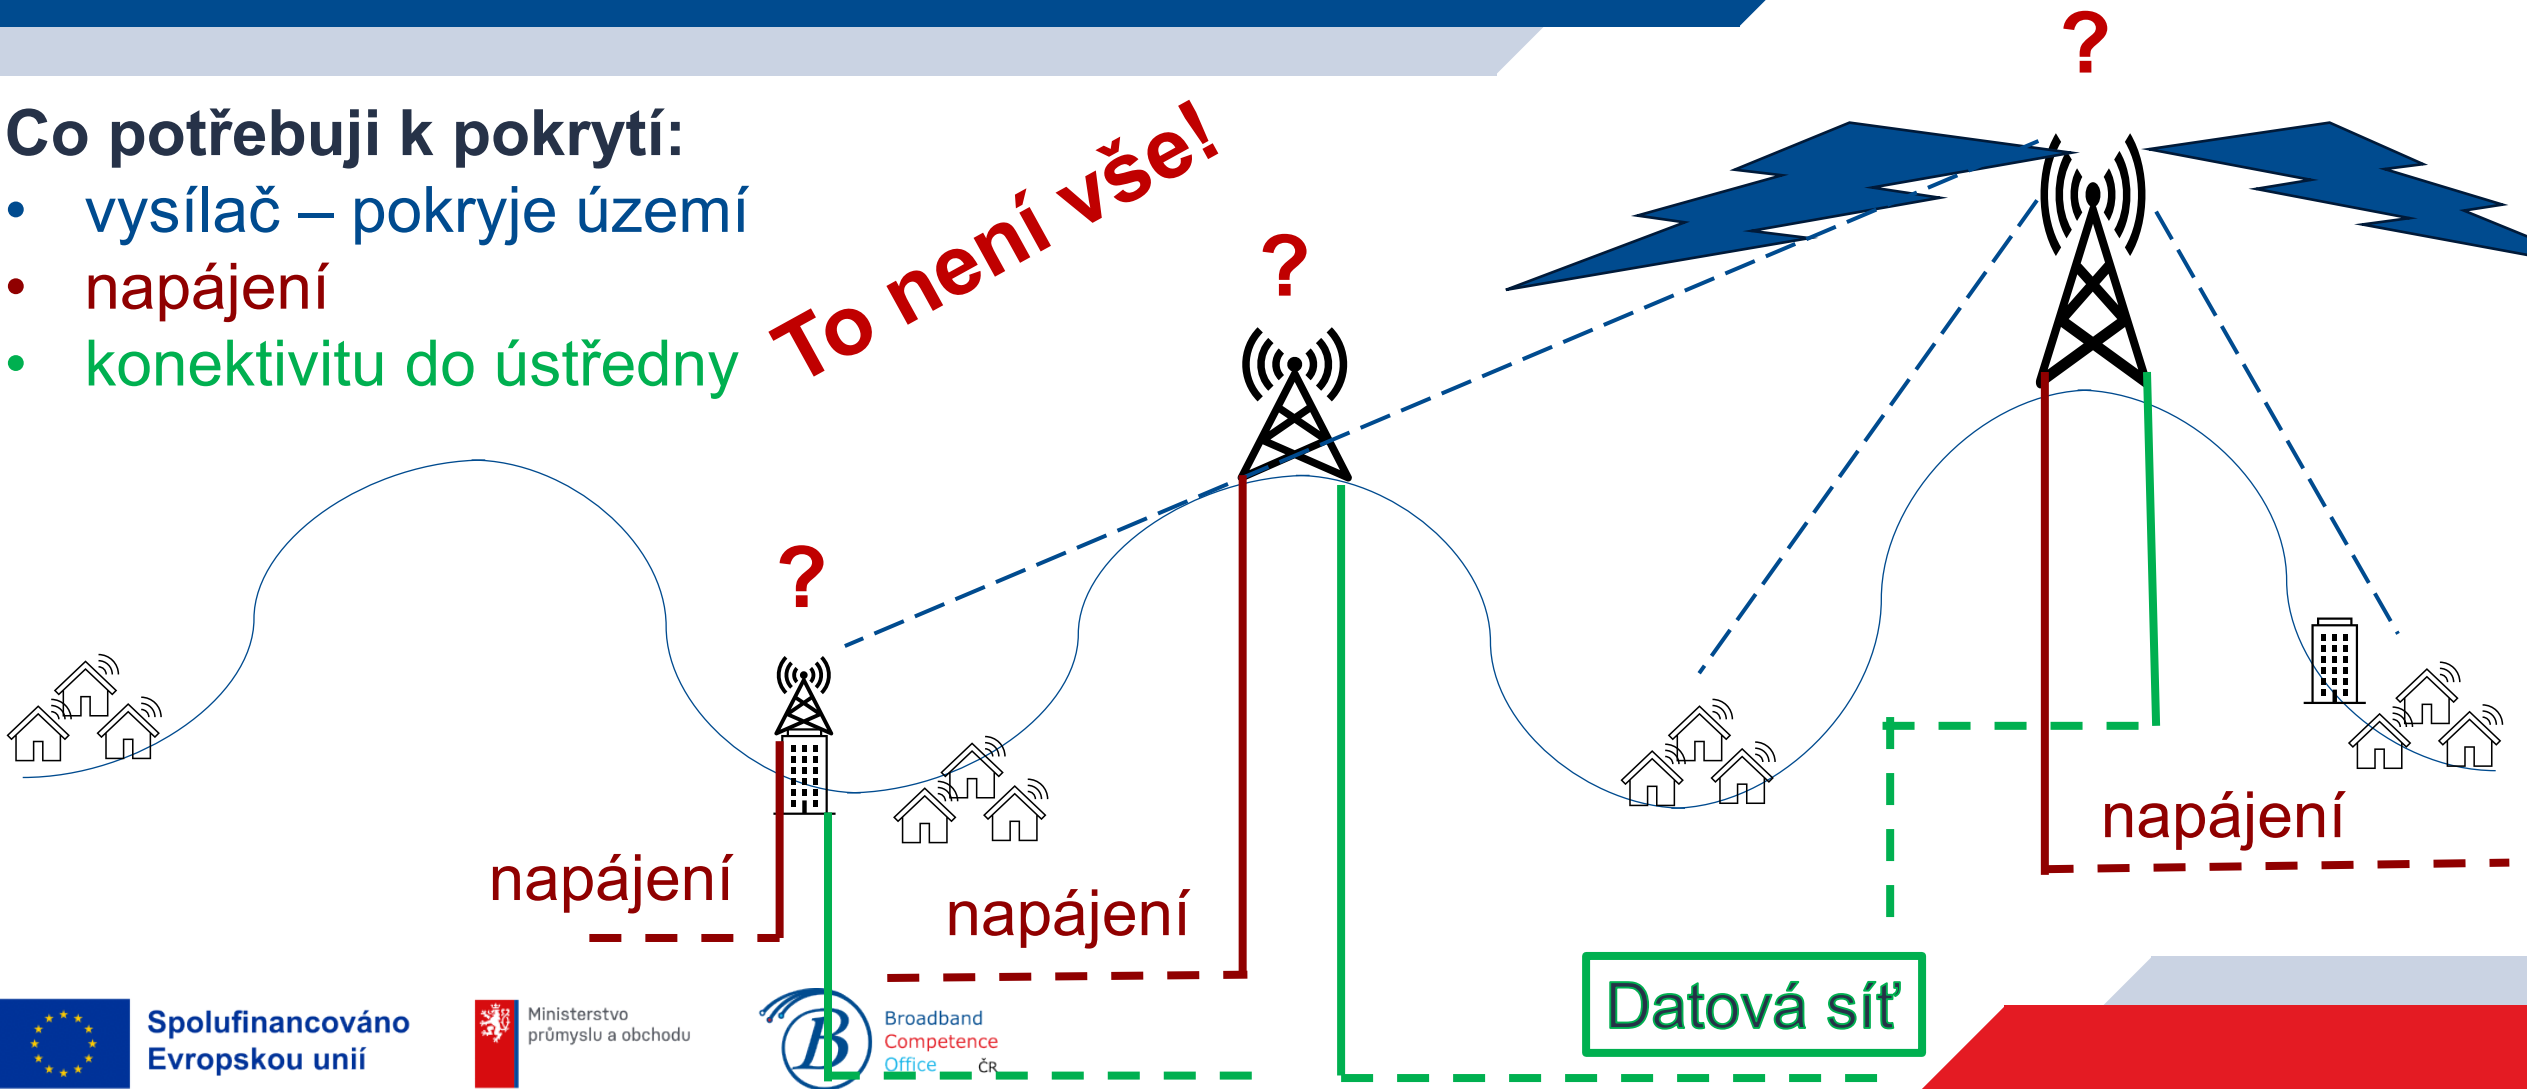 ?
Co potřebuji k pokrytí:
• vysílač – pokryje území
• napájení
• konektivitu do ústředny
To není vše!
?
?
napájení
napájení
napájení
Datová síť
Spolufinancováno
Evropskou unií
Ministerstvo
průmyslu a obchodu
B
Broadband
Competence
Office ČR